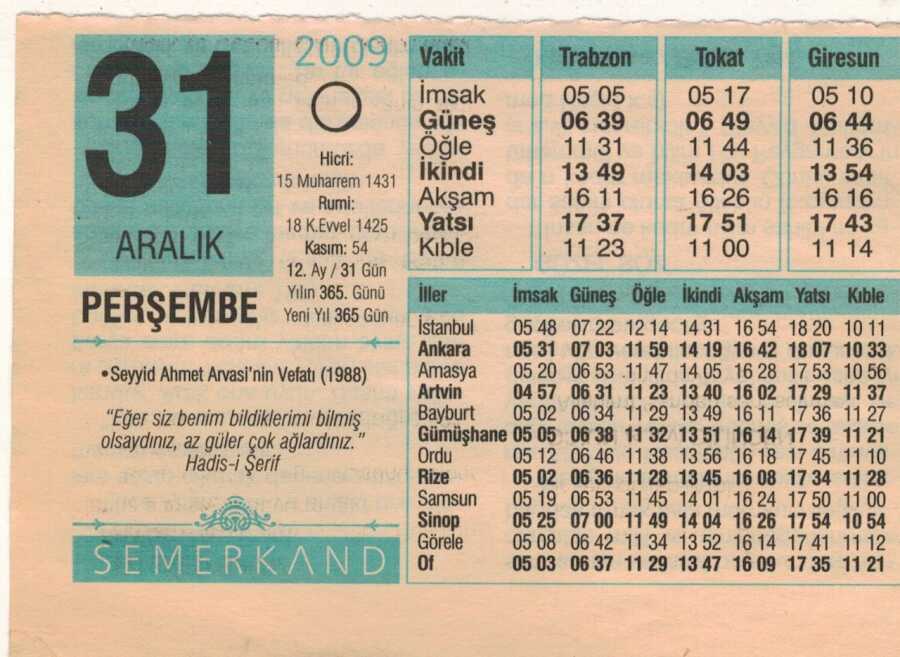 31
ARALIK
PERŞEMBE
2009
Hicri:
15 Muharrem 1431
Rumi:
18 K.Evvel 1425
Kasım: 54
12. Ay / 31 Gün
Yılın 365. Günü
Yeni Yıl 365 Gün
•Seyyid Ahmet Arvasi'nin Vefatı (1988)
"Eğer siz benim bildiklerimi bilmiş
olsaydınız, az güler çok ağlardınız."
Hadis-i Şerif
SEMERKAND
Vakit Trabzon Tokat Giresun
İmsak 05 05 05 17 05 10
Güneş 06 39 06 49 06 44
Öğle 11 31 11 44 11 36
İkindi 13 49 14 03 13 54
Akşam 16 11 16 26 16 16
Yatsı 17 37 17 51 17 43
Kıble 11 23 11 00 11 14
İller İmsak Güneş Öğle İkindi Akşam Yatsı Kıble
İstanbul 05 48 07 22 12 14 14 31 16 54 18 20 10 11
Ankara 05 31 07 03 11 59 14 19 16 42 18 07 10 33
Amasya 05 20 06 53 11 47 14 05 16 28 17 53 10 56
Artvin 04 57 06 31 11 23 13 40 16 02 17 29 11 37
Bayburt 05 02 06 34 11 29 13 49 16 11 17 36 11 27
Gümüşhane 05 05 06 38 11 32 13 51 16 14 17 39 11 21
Ordu 05 12 06 46 11 38 13 56 16 18 17 45 11 10
Rize 05 02 06 36 11 28 13 45 16 08 17 34 11 28
Samsun 05 19 06 53 11 45 14 01 16 24 17 50 11 00
Sinop 05 25 07 00 11 49 14 04 16 26 17 54 10 54
Görele 05 08 06 42 11 34 13 52 16 14 17 41 11 12
Of 05 03 06 37 11 29 13 47 16 09 17 35 11 21